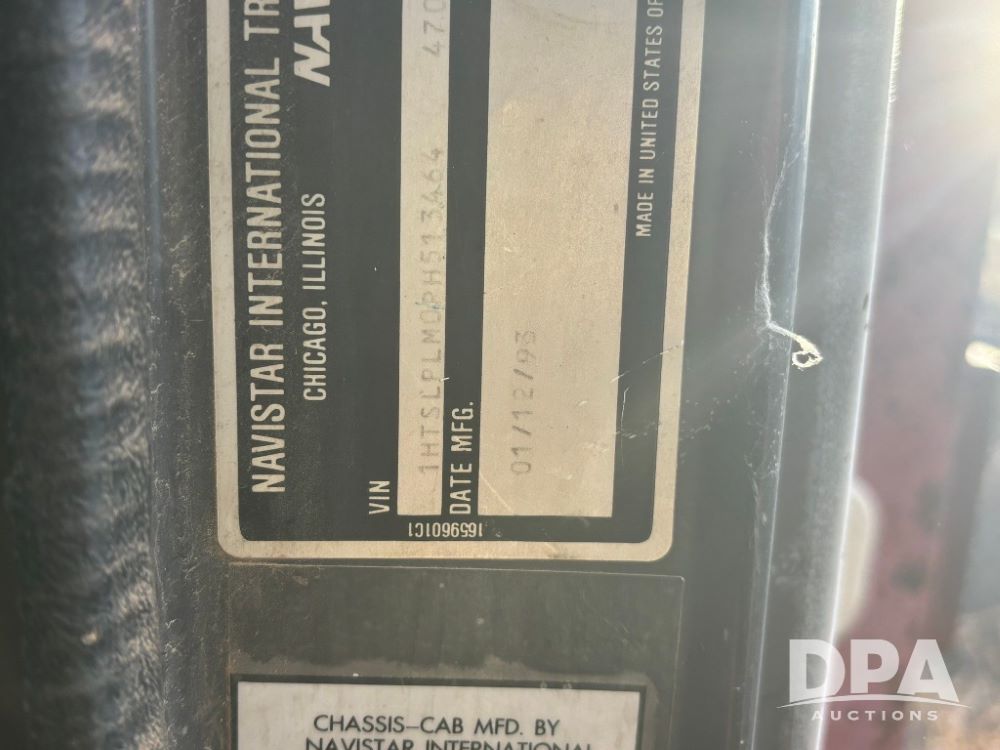 NAVISTAR INTERNATIONAL TR
NAV
CHICAGO, ILLINOIS
VIN 1HTSLPLM0PH513464 470
DATE MFG.
01/12/93
MADE IN UNITED STATES OF
1659601C1
CHASSIS-CAB MFD. BY
NAVISTAR INTERNATIONAL
DPA
AUCTIONS